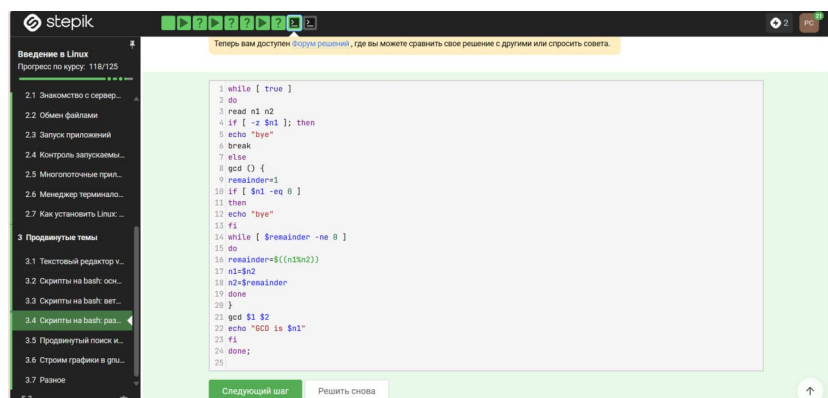 stepik
2
РС
21
Введение в Linux
Прогресс по курсу: 118/125
2.1 Знакомство с сервер...
2.2 Обмен файлами
2.3 Запуск приложений
2.4 Контроль запускаемы...
2.5 Многопоточные прил...
2.6 Менеджер терминало...
2.7 Как установить Linux: ...
3 Продвинутые темы
3.1 Текстовый редактор v...
3.2 Скрипты на bash: осн...
3.3 Скрипты на bash: вет...
3.4 Скрипты на bash: раз...
3.5 Продвинутый поиск и...
3.6 Строим графики в gnu...
3.7 Разное
Теперь вам доступен Форум решений, где вы можете сравнить свое решение с другими или спросить совета.
1 while [ true ]
2 do
3 read n1 n2
4 if [ -z $n1 ]; then
5 echo "bye"
6 break
7 else
8 gcd () {
9 remainder=1
10 if [ $n1 -eq 0 ]
11 then
12 echo "bye"
13 fi
14 while [ $remainder -ne 0 ]
15 do
16 remainder=$((n1%n2))
17 n1=$n2
18 n2=$remainder
19 done
20 }
21 gcd $1 $2
22 echo "GCD is $n1"
23 fi
24 done;
25
Следующий шаг
Решить снова